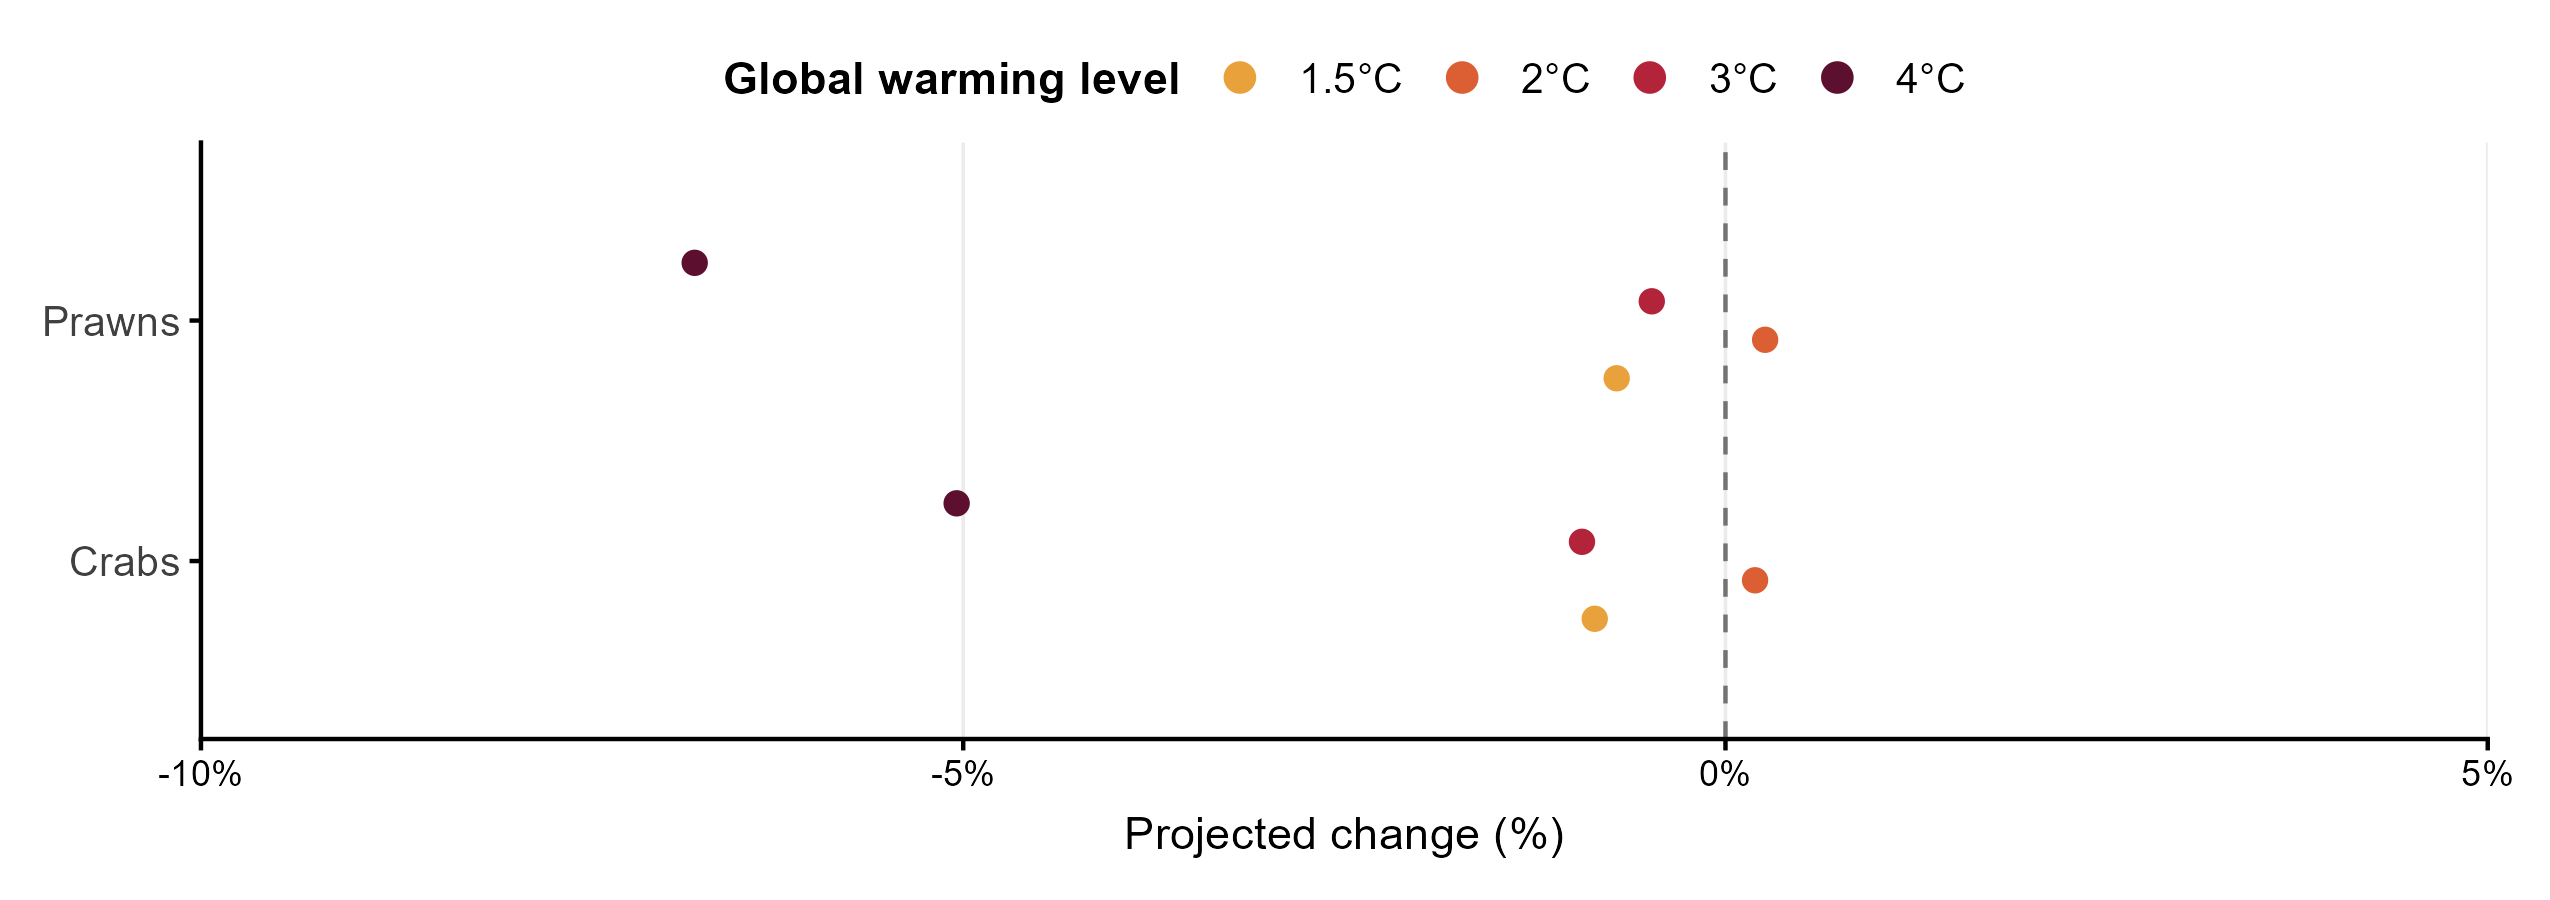 Global warming level 1.5°C 2°C 3°C 4°C
Prawns
Crabs
-10% -5% 0% 5%
Projected change (%)